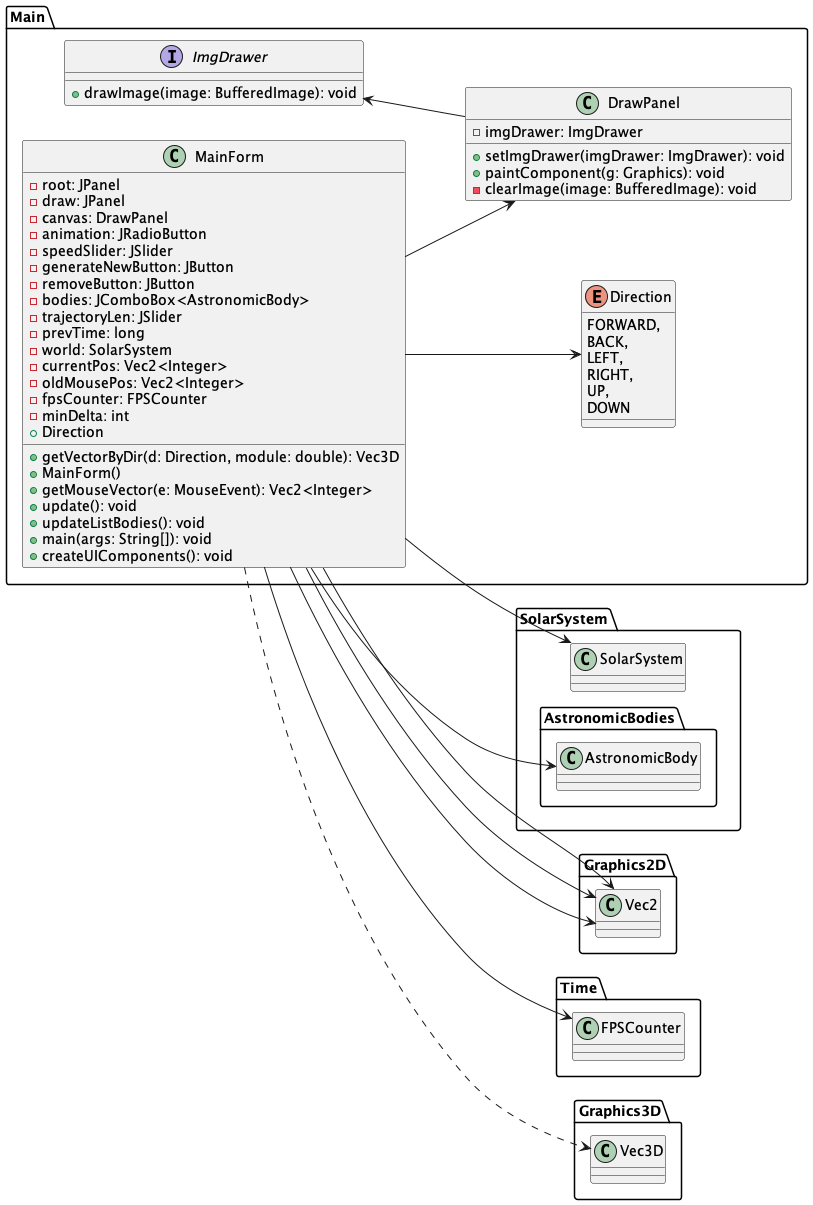 Main
I ImgDrawer
drawImage(image: BufferedImage): void
C DrawPanel
imgDrawer: ImgDrawer
setImgDrawer(imgDrawer: ImgDrawer): void
paintComponent(g: Graphics): void
clearImage(image: BufferedImage): void
C MainForm
root: JPanel
draw: JPanel
canvas: DrawPanel
animation: JRadioButton
speedSlider: JSlider
generateNewButton: JButton
removeButton: JButton
bodies: JComboBox<AstronomicBody>
trajectoryLen: JSlider
prevTime: long
world: SolarSystem
currentPos: Vec2<Integer>
oldMousePos: Vec2<Integer>
fpsCounter: FPSCounter
minDelta: int
Direction
getVectorByDir(d: Direction, module: double): Vec3D
MainForm()
getMouseVector(e: MouseEvent): Vec2<Integer>
update(): void
updateListBodies(): void
main(args: String[]): void
createUIComponents(): void
E Direction
FORWARD,
BACK,
LEFT,
RIGHT,
UP,
DOWN
SolarSystem
C SolarSystem
AstronomicBodies
C AstronomicBody
Graphics2D
C Vec2
Time
C FPSCounter
Graphics3D
C Vec3D